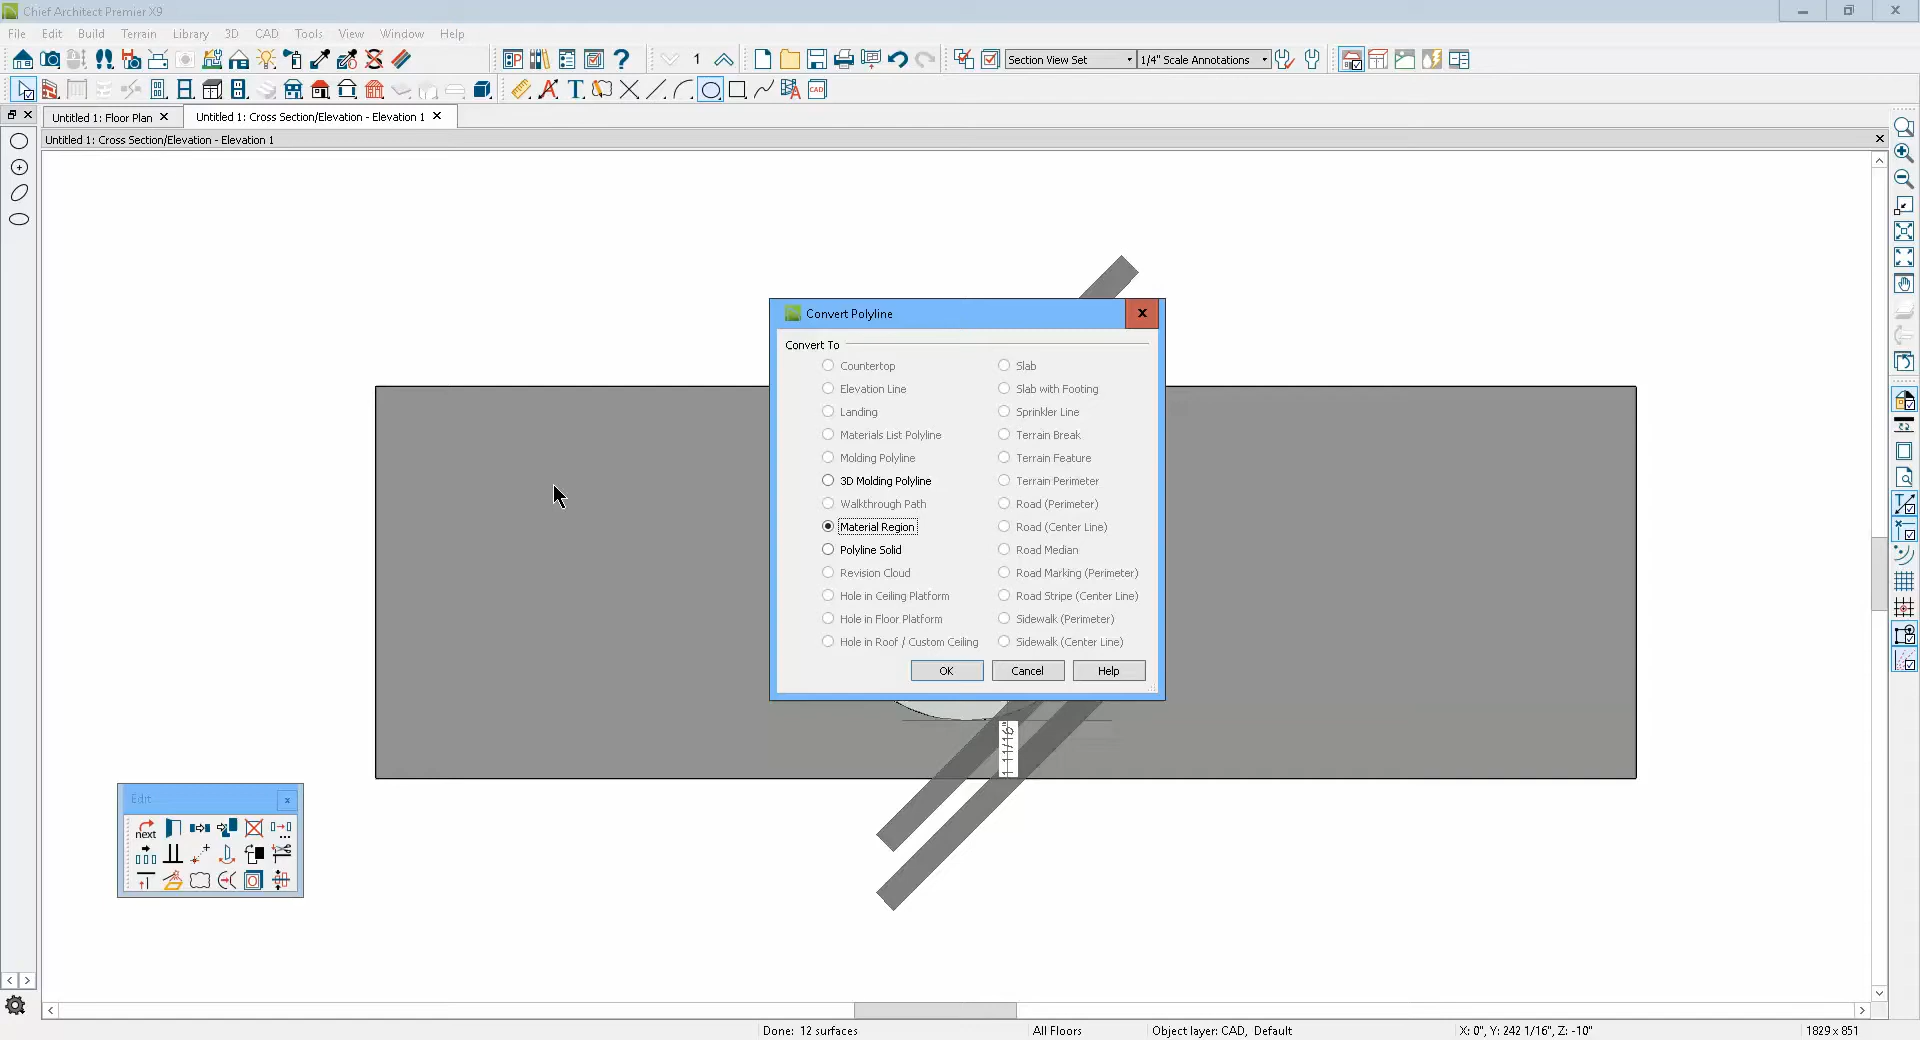 Chief Architect Premier X9
File Edit Build Terrain Library 3D CAD Tools View Window Help
1 Section View Set 1/4" Scale Annotations
CAD
Untitled 1: Floor Plan Untitled 1: Cross Section/Elevation - Elevation 1
Untitled 1: Cross Section/Elevation - Elevation 1
Convert Polyline
Convert To
Countertop Slab
Elevation Line Slab with Footing
Landing Sprinkler Line
Materials List Polyline Terrain Break
Molding Polyline Terrain Feature
3D Molding Polyline Terrain Perimeter
Walkthrough Path Road (Perimeter)
Material Region Road (Center Line)
Polyline Solid Road Median
Revision Cloud Road Marking (Perimeter)
Hole in Ceiling Platform Road Stripe (Center Line)
Hole in Floor Platform Sidewalk (Perimeter)
Hole in Roof / Custom Ceiling Sidewalk (Center Line)
OK Cancel Help
1 11/16"
Edit
next
Done: 12 surfaces All Floors Object layer: CAD, Default X: 0", Y: 242 1/16", Z: -10" 1829 x 851